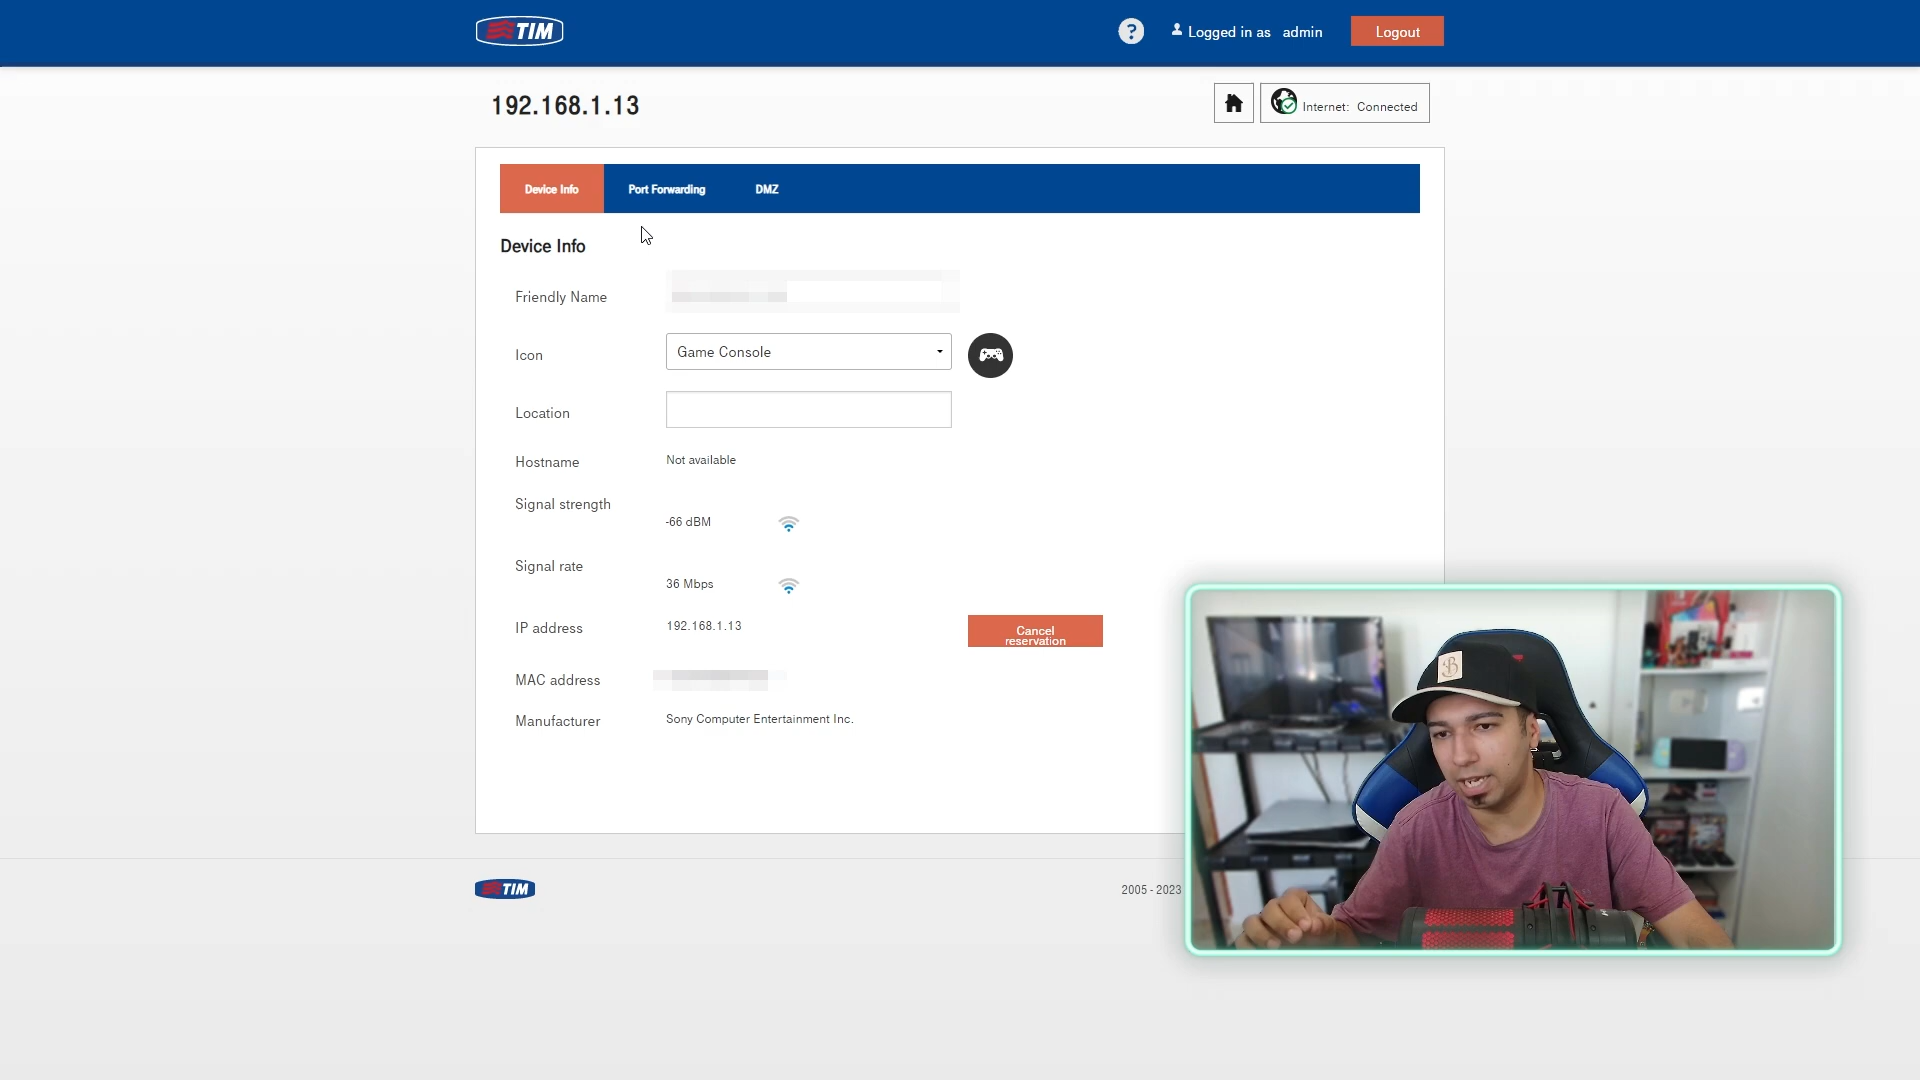 TIM
?
Logged in as admin
Logout
192.168.1.13
Internet: Connected
Device Info
Port Forwarding
DMZ
Device Info
Friendly Name
Icon
Game Console
Location
Hostname
Not available
Signal strength
-66 dBM
Signal rate
36 Mbps
IP address
192.168.1.13
Cancel
reservation
MAC address
Manufacturer
Sony Computer Entertainment Inc.
TIM
2005 - 2023
B